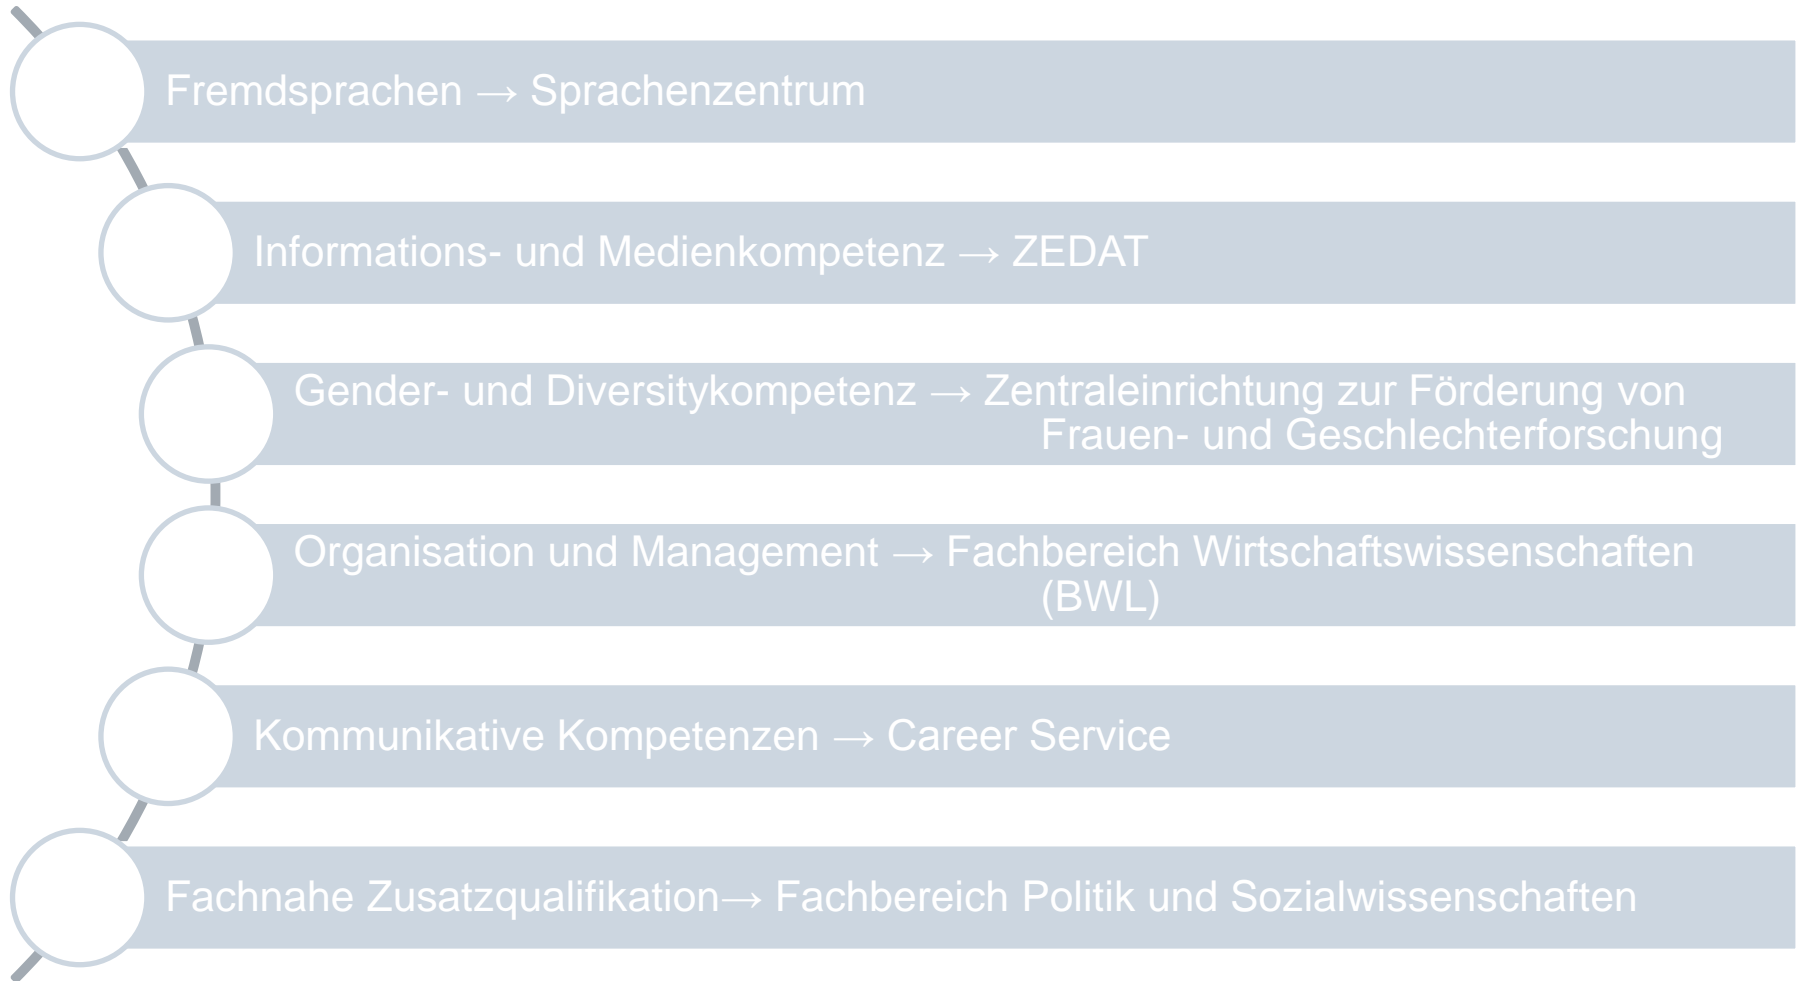 Fremdsprachen → Sprachenzentrum
Informations- und Medienkompetenz → ZEDAT
Gender- und Diversitykompetenz → Zentraleinrichtung zur Förderung von
Frauen- und Geschlechterforschung
Organisation und Management → Fachbereich Wirtschaftswissenschaften
(BWL)
Kommunikative Kompetenzen → Career Service
Fachnahe Zusatzqualifikation→ Fachbereich Politik und Sozialwissenschaften